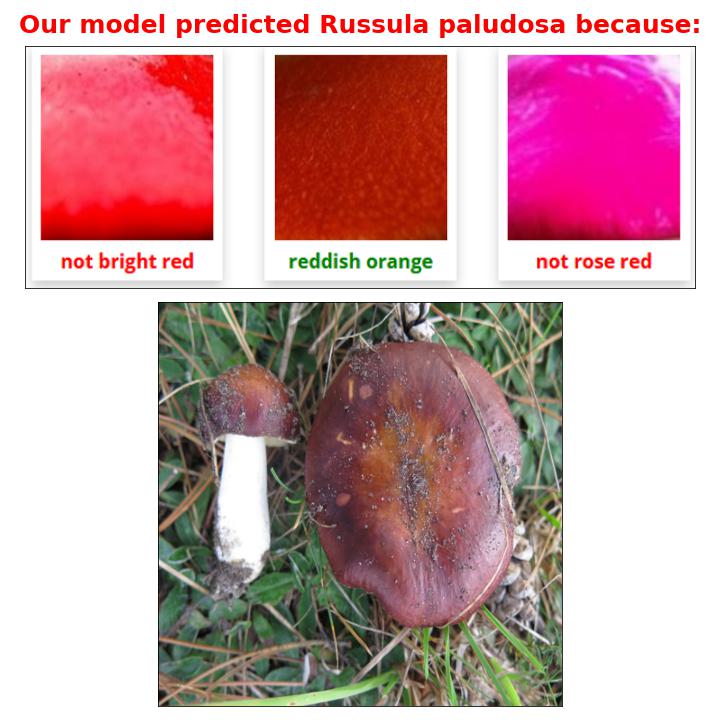 Our model predicted Russula paludosa because:
not bright red
reddish orange
not rose red